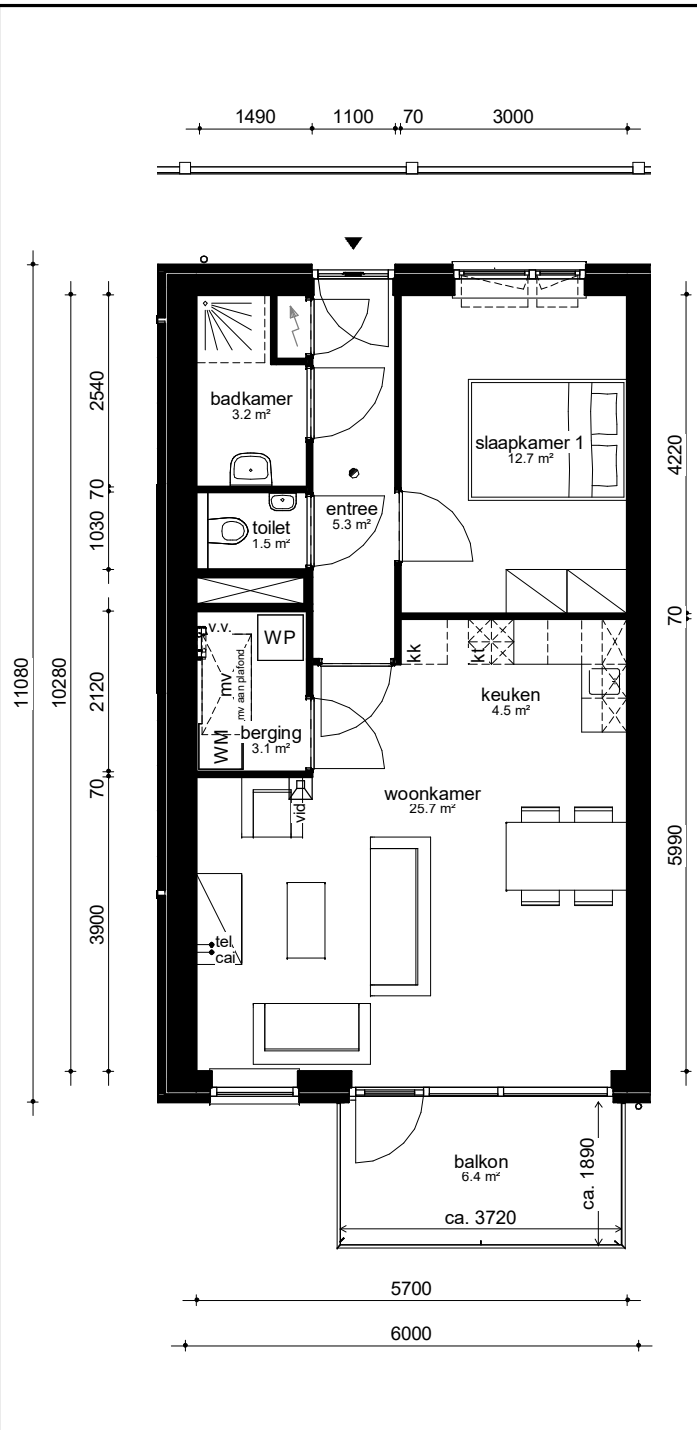 1490 1100 70 3000
badkamer
3.2 m²
slaapkamer 1
12.7 m²
toilet
1.5 m²
entree
5.3 m²
v.v.
WP
mv
mv aan plafond
WM
berging
3.1 m²
kk
kt
keuken
4.5 m²
woonkamer
25.7 m²
vid
tel
cai
balkon
6.4 m²
ca. 1890
ca. 3720
11080
10280
2540
70
1030
2120
70
3900
4220
70
5990
5700
6000